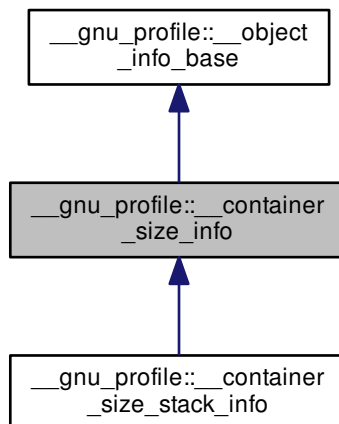 __gnu_profile::__object
_info_base
__gnu_profile::__container
_size_info
__gnu_profile::__container
_size_stack_info